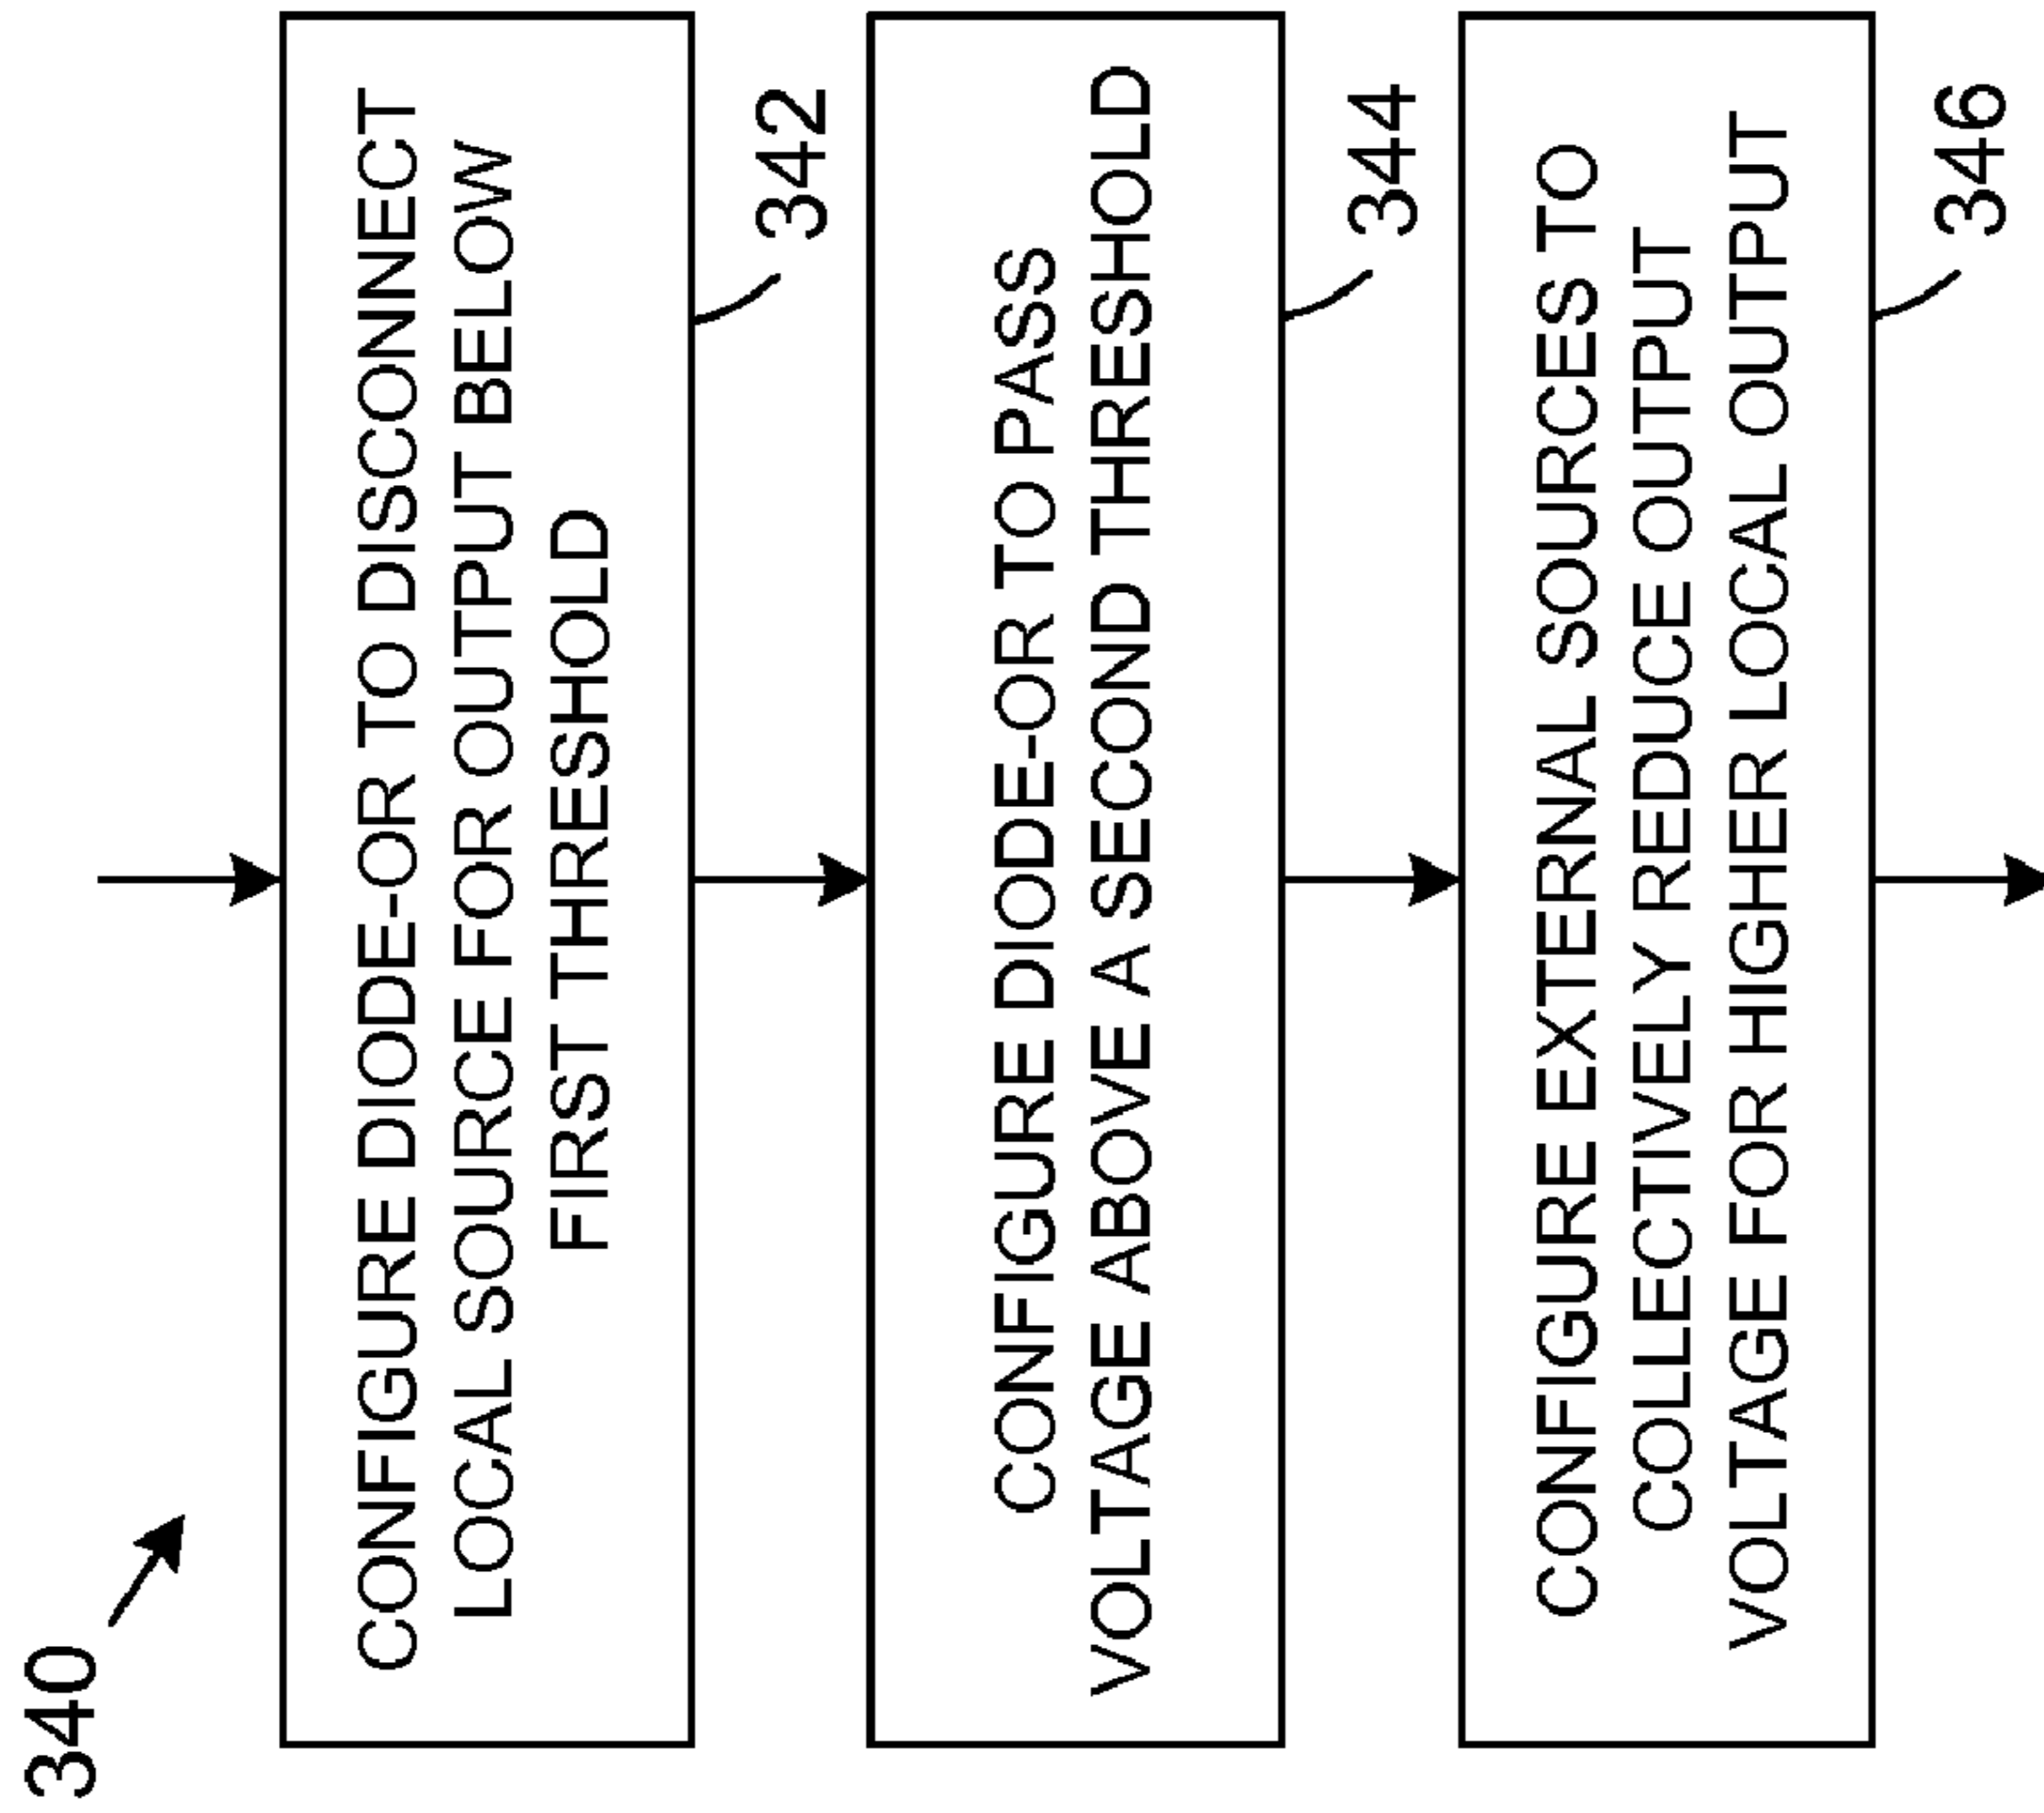 340
CONFIGURE DIODE-OR TO DISCONNECT
LOCAL SOURCE FOR OUTPUT BELOW
FIRST THRESHOLD
342
CONFIGURE DIODE-OR TO PASS
VOLTAGE ABOVE A SECOND THRESHOLD
344
CONFIGURE EXTERNAL SOURCES TO
COLLECTIVELY REDUCE OUTPUT
VOLTAGE FOR HIGHER LOCAL OUTPUT
346